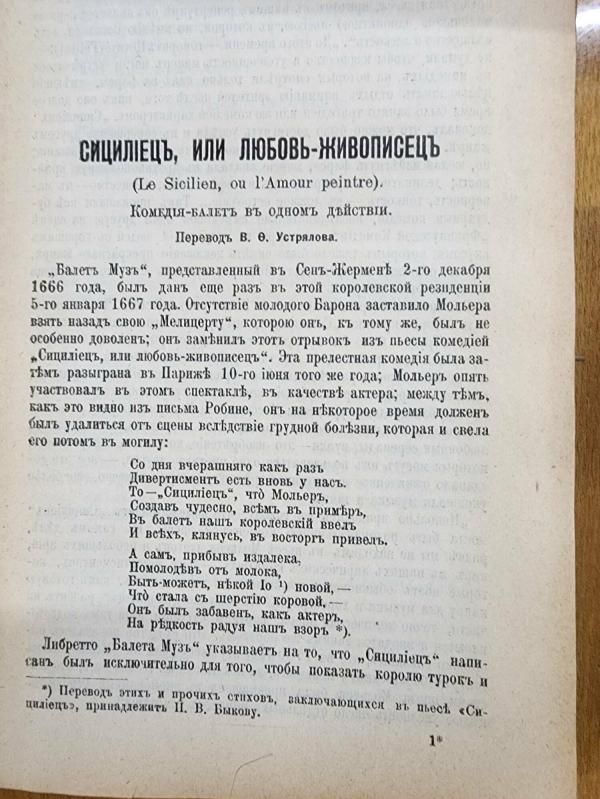 СИЦИЛІЕЦЪ, ИЛИ ЛЮБОВЬ-ЖИВОПИСЕЦЪ
(Le Sicilien, ou l'Amour peintre).
Комедія-балетъ въ одномъ дѣйствіи.
Переводъ В. Ѳ. Устрялова.
„Балетъ Музъ“, представленный въ Сенъ-Жерменѣ 2-го декабря
1666 года, былъ данъ еще разъ въ этой королевской резиденціи
5-го января 1667 года. Отсутствіе молодого Барона заставило Мольера
взять назадъ свою „Мелицерту“, которою онъ, къ тому же, былъ не
особенно доволенъ; онъ замѣнилъ этотъ отрывокъ изъ пьесы комедіей
„Сициліецъ, или любовь-живописецъ“. Эта прелестная комедія была за-
тѣмъ разыграна въ Парижѣ 10-го іюня того же года; Мольеръ опять
участвовалъ въ этомъ спектаклѣ, въ качествѣ актера; между тѣмъ,
какъ это видно изъ письма Робине, онъ на нѣкоторое время долженъ
былъ удалиться отъ сцены вслѣдствіе грудной болѣзни, которая и свела
его потомъ въ могилу:
Со дня вчерашняго какъ разъ
Дивертисментъ есть вновь у насъ.
То—„Сициліецъ“, что̀ Мольеръ,
Создавъ чудесно, всѣмъ въ примѣръ,
Въ балетъ нашъ королевскій ввелъ
И всѣхъ, клянусь, въ восторгъ привелъ.
А самъ, прибывъ издалека,
Помолодѣвъ отъ молока,
Быть-можетъ, нѣкой Іо ¹) новой,—
Что̀ стала съ шерстію коровой,—
Онъ былъ забавенъ, какъ актеръ,
На рѣдкость радуя нашъ взоръ *).
Либретто „Балета Музъ“ указываетъ на то, что „Сициліецъ“ напи-
санъ былъ исключительно для того, чтобы показать королю турокъ и
*) Переводъ этихъ и прочихъ стиховъ, заключающихся въ пьесѣ «Си-
циліецъ», принадлежитъ П. В. Быкову.
1*